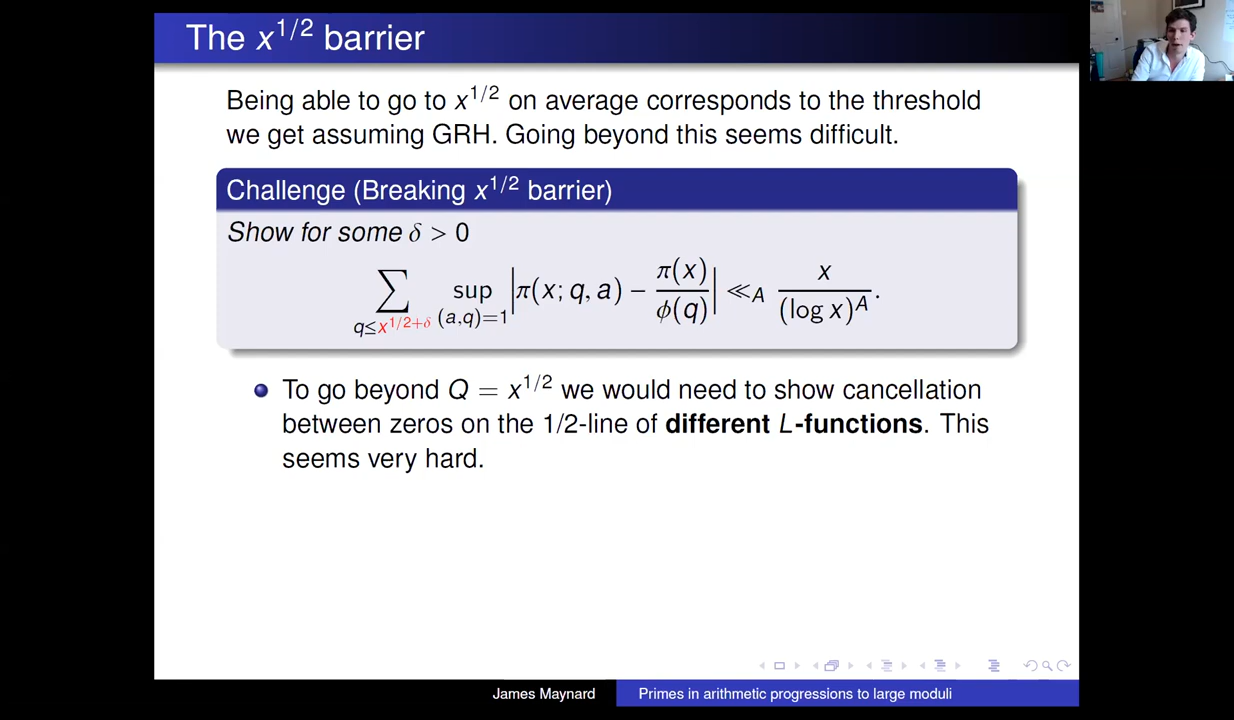 The x^{1/2} barrier
Being able to go to x^{1/2} on average corresponds to the threshold
we get assuming GRH. Going beyond this seems difficult.
Challenge (Breaking x^{1/2} barrier)
Show for some δ > 0
∑_{q≤x^{1/2+δ}} sup_{(a,q)=1} |π(x; q, a) − π(x)/ϕ(q)| ≪_A x/(log x)^A.
To go beyond Q = x^{1/2} we would need to show cancellation
between zeros on the 1/2-line of different L-functions. This
seems very hard.
James Maynard Primes in arithmetic progressions to large moduli